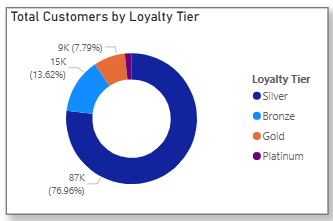 Total Customers by Loyalty Tier
9K (7.79%)
15K
(13.62%)
87K
(76.96%)
Loyalty Tier
Silver
Bronze
Gold
Platinum